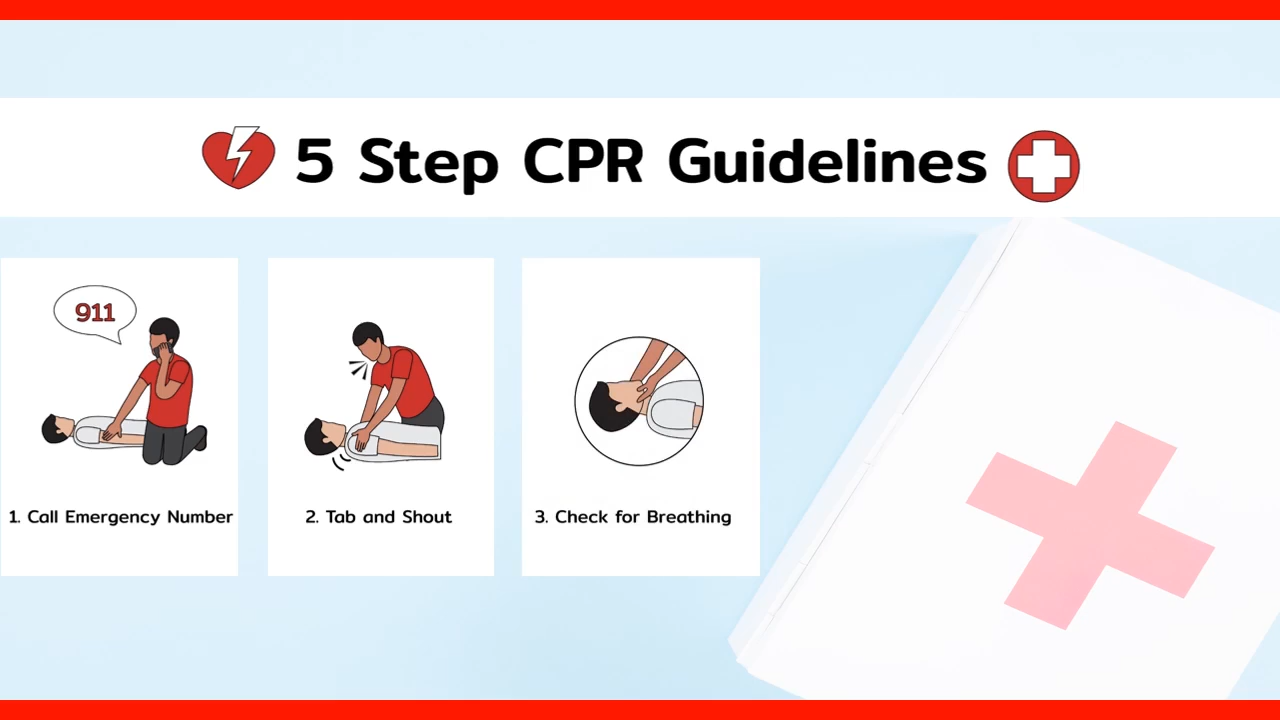 5 Step CPR Guidelines
911
1. Call Emergency Number
2. Tab and Shout
3. Check for Breathing